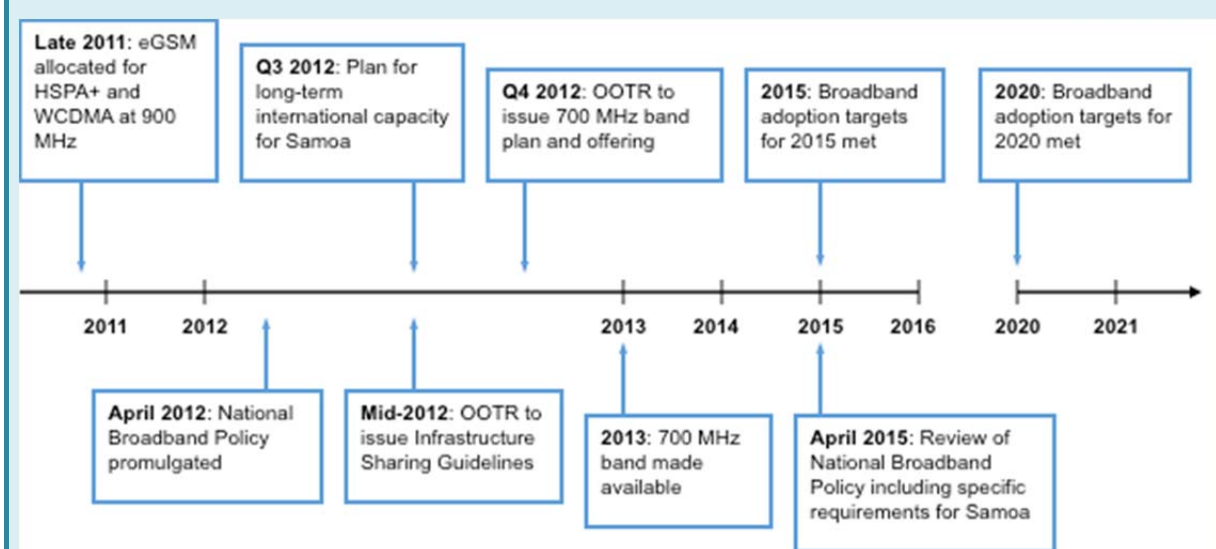 Late 2011: eGSM
allocated for
HSPA+ and
WCDMA at 900
MHz
Q3 2012: Plan for
long-term
international capacity
for Samoa
Q4 2012: OOTR to
issue 700 MHz band
plan and offering
2015: Broadband
adoption targets
for 2015 met
2020: Broadband
adoption targets for
2020 met
2011 2012 2013 2014 2015 2016 2020 2021
April 2012: National
Broadband Policy
promulgated
Mid-2012: OOTR to
issue Infrastructure
Sharing Guidelines
2013: 700 MHz
band made
available
April 2015: Review of
National Broadband
Policy including specific
requirements for Samoa